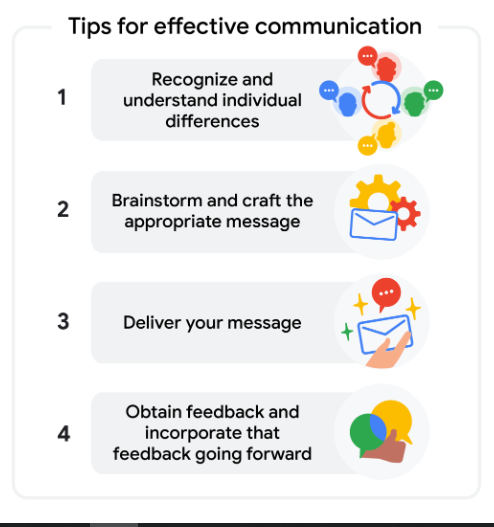 Tips for effective communication
1
Recognize and
understand individual
differences
2
Brainstorm and craft the
appropriate message
3
Deliver your message
4
Obtain feedback and
incorporate that
feedback going forward